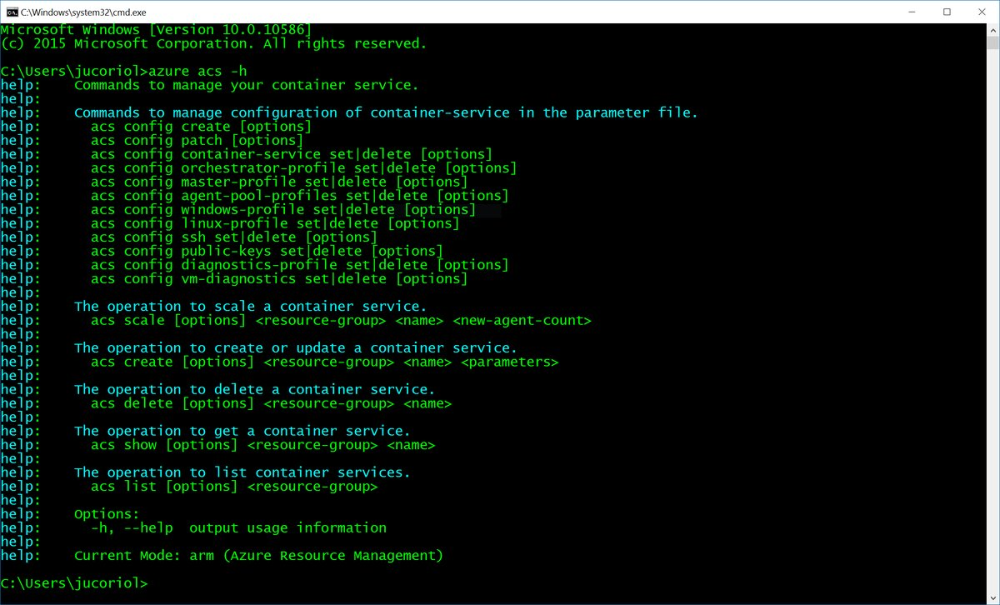 C:\Windows\system32\cmd.exe
Microsoft Windows [Version 10.0.10586]
(c) 2015 Microsoft Corporation. All rights reserved.
C:\Users\jucoriol>azure acs -h
help:    Commands to manage your container service.
help:
help:    Commands to manage configuration of container-service in the parameter file.
help:      acs config create [options]
help:      acs config patch [options]
help:      acs config container-service set|delete [options]
help:      acs config orchestrator-profile set|delete [options]
help:      acs config master-profile set|delete [options]
help:      acs config agent-pool-profiles set|delete [options]
help:      acs config windows-profile set|delete [options]
help:      acs config linux-profile set|delete [options]
help:      acs config ssh set|delete [options]
help:      acs config public-keys set|delete [options]
help:      acs config diagnostics-profile set|delete [options]
help:      acs config vm-diagnostics set|delete [options]
help:
help:    The operation to scale a container service.
help:      acs scale [options] <resource-group> <name> <new-agent-count>
help:
help:    The operation to create or update a container service.
help:      acs create [options] <resource-group> <name> <parameters>
help:
help:    The operation to delete a container service.
help:      acs delete [options] <resource-group> <name>
help:
help:    The operation to get a container service.
help:      acs show [options] <resource-group> <name>
help:
help:    The operation to list container services.
help:      acs list [options] <resource-group>
help:
help:    Options:
help:      -h, --help  output usage information
help:
help:    Current Mode: arm (Azure Resource Management)
C:\Users\jucoriol>